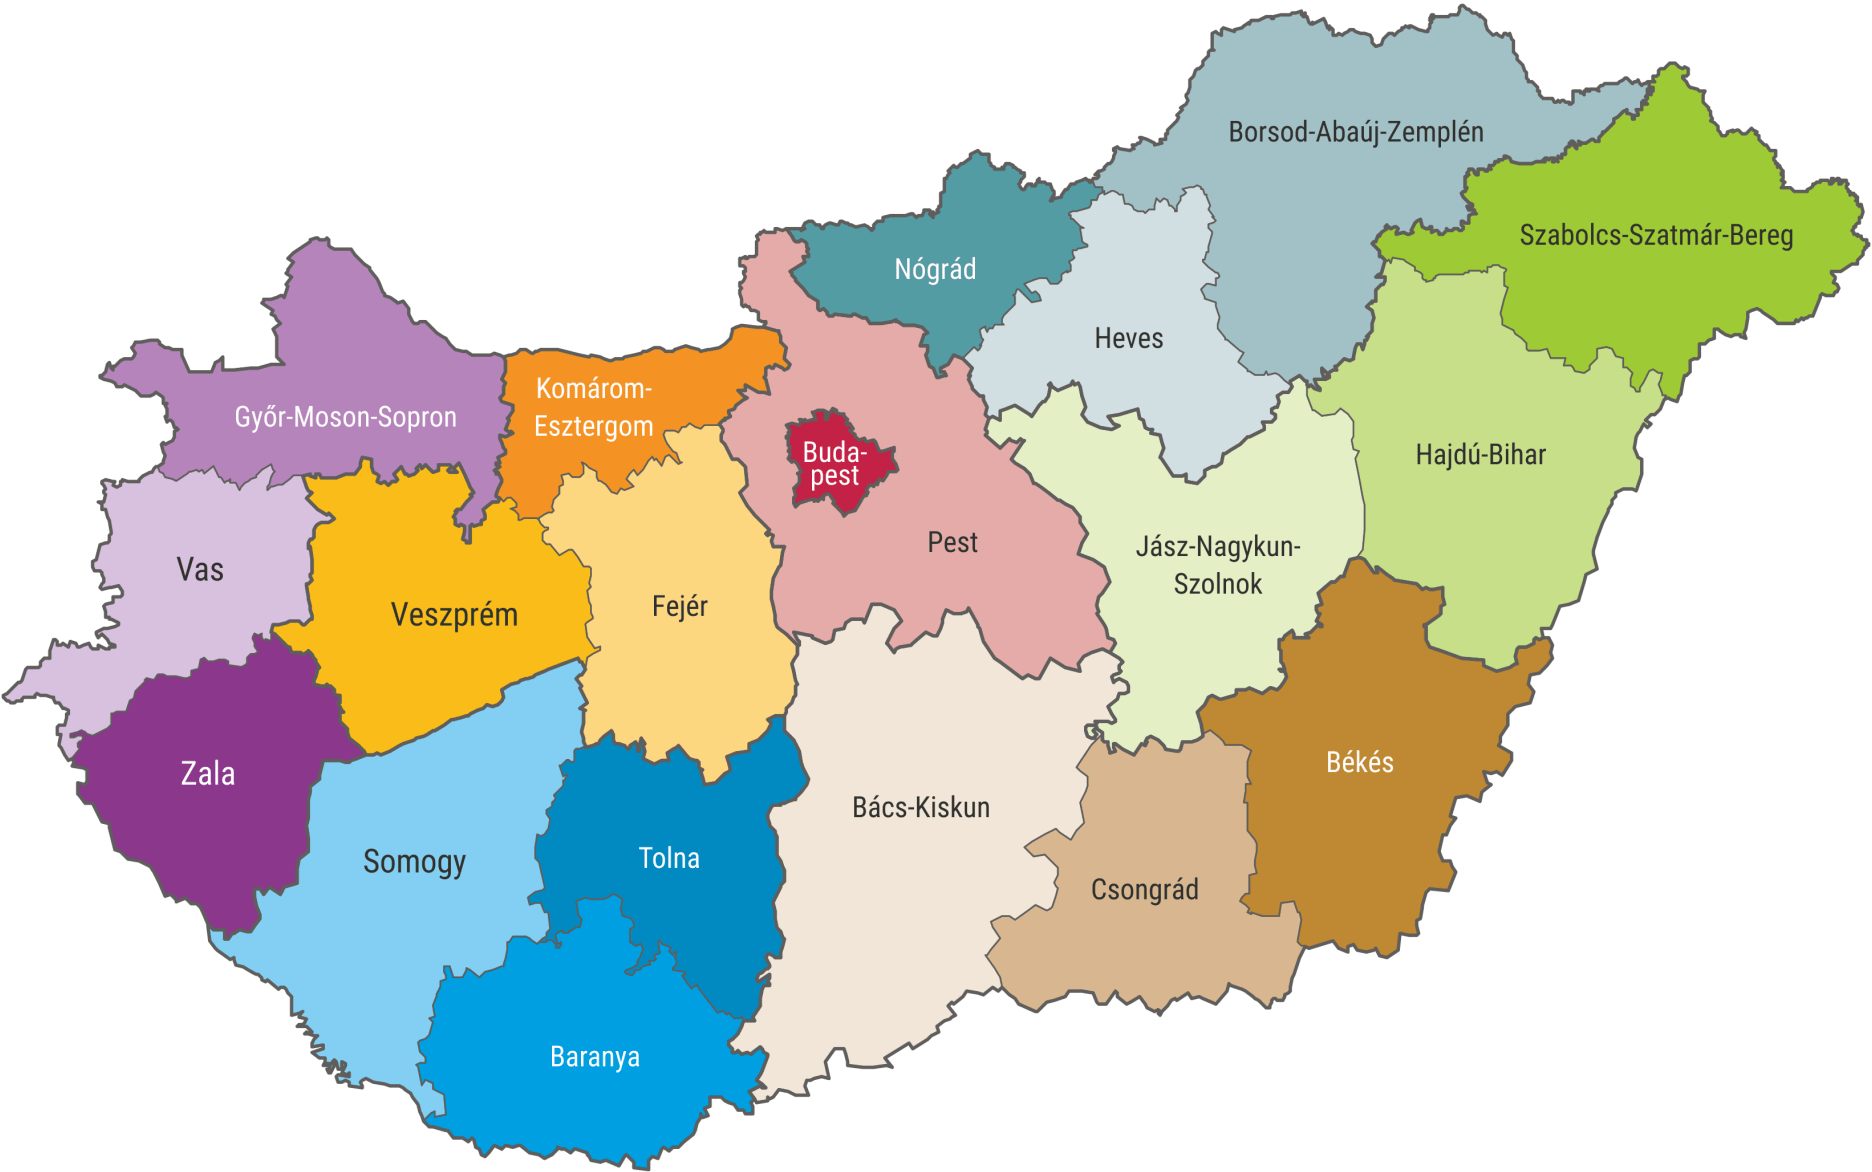 Borsod-Abaúj-Zemplén
Szabolcs-Szatmár-Bereg
Nógrád
Heves
Komárom-
Esztergom
Győr-Moson-Sopron
Buda-
pest
Hajdú-Bihar
Pest
Jász-Nagykun-
Szolnok
Vas
Veszprém
Fejér
Zala
Békés
Bács-Kiskun
Somogy
Tolna
Csongrád
Baranya